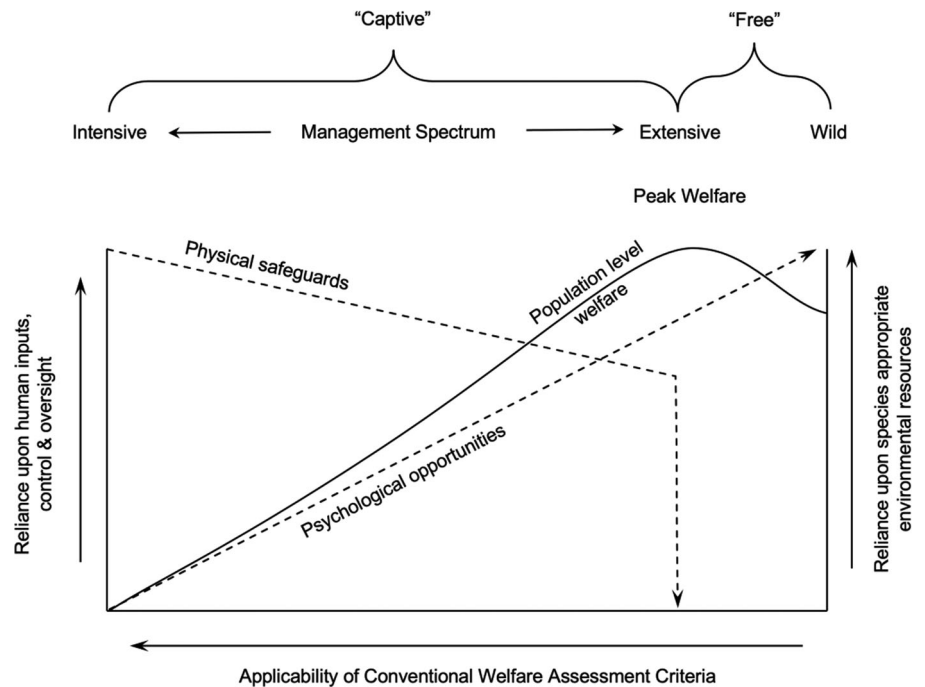 “Captive”
“Free”
Intensive
Management Spectrum
Extensive
Wild
Peak Welfare
Physical safeguards
Population level
welfare
Psychological opportunities
Reliance upon human inputs,
control & oversight
Reliance upon species appropriate
environmental resources
Applicability of Conventional Welfare Assessment Criteria